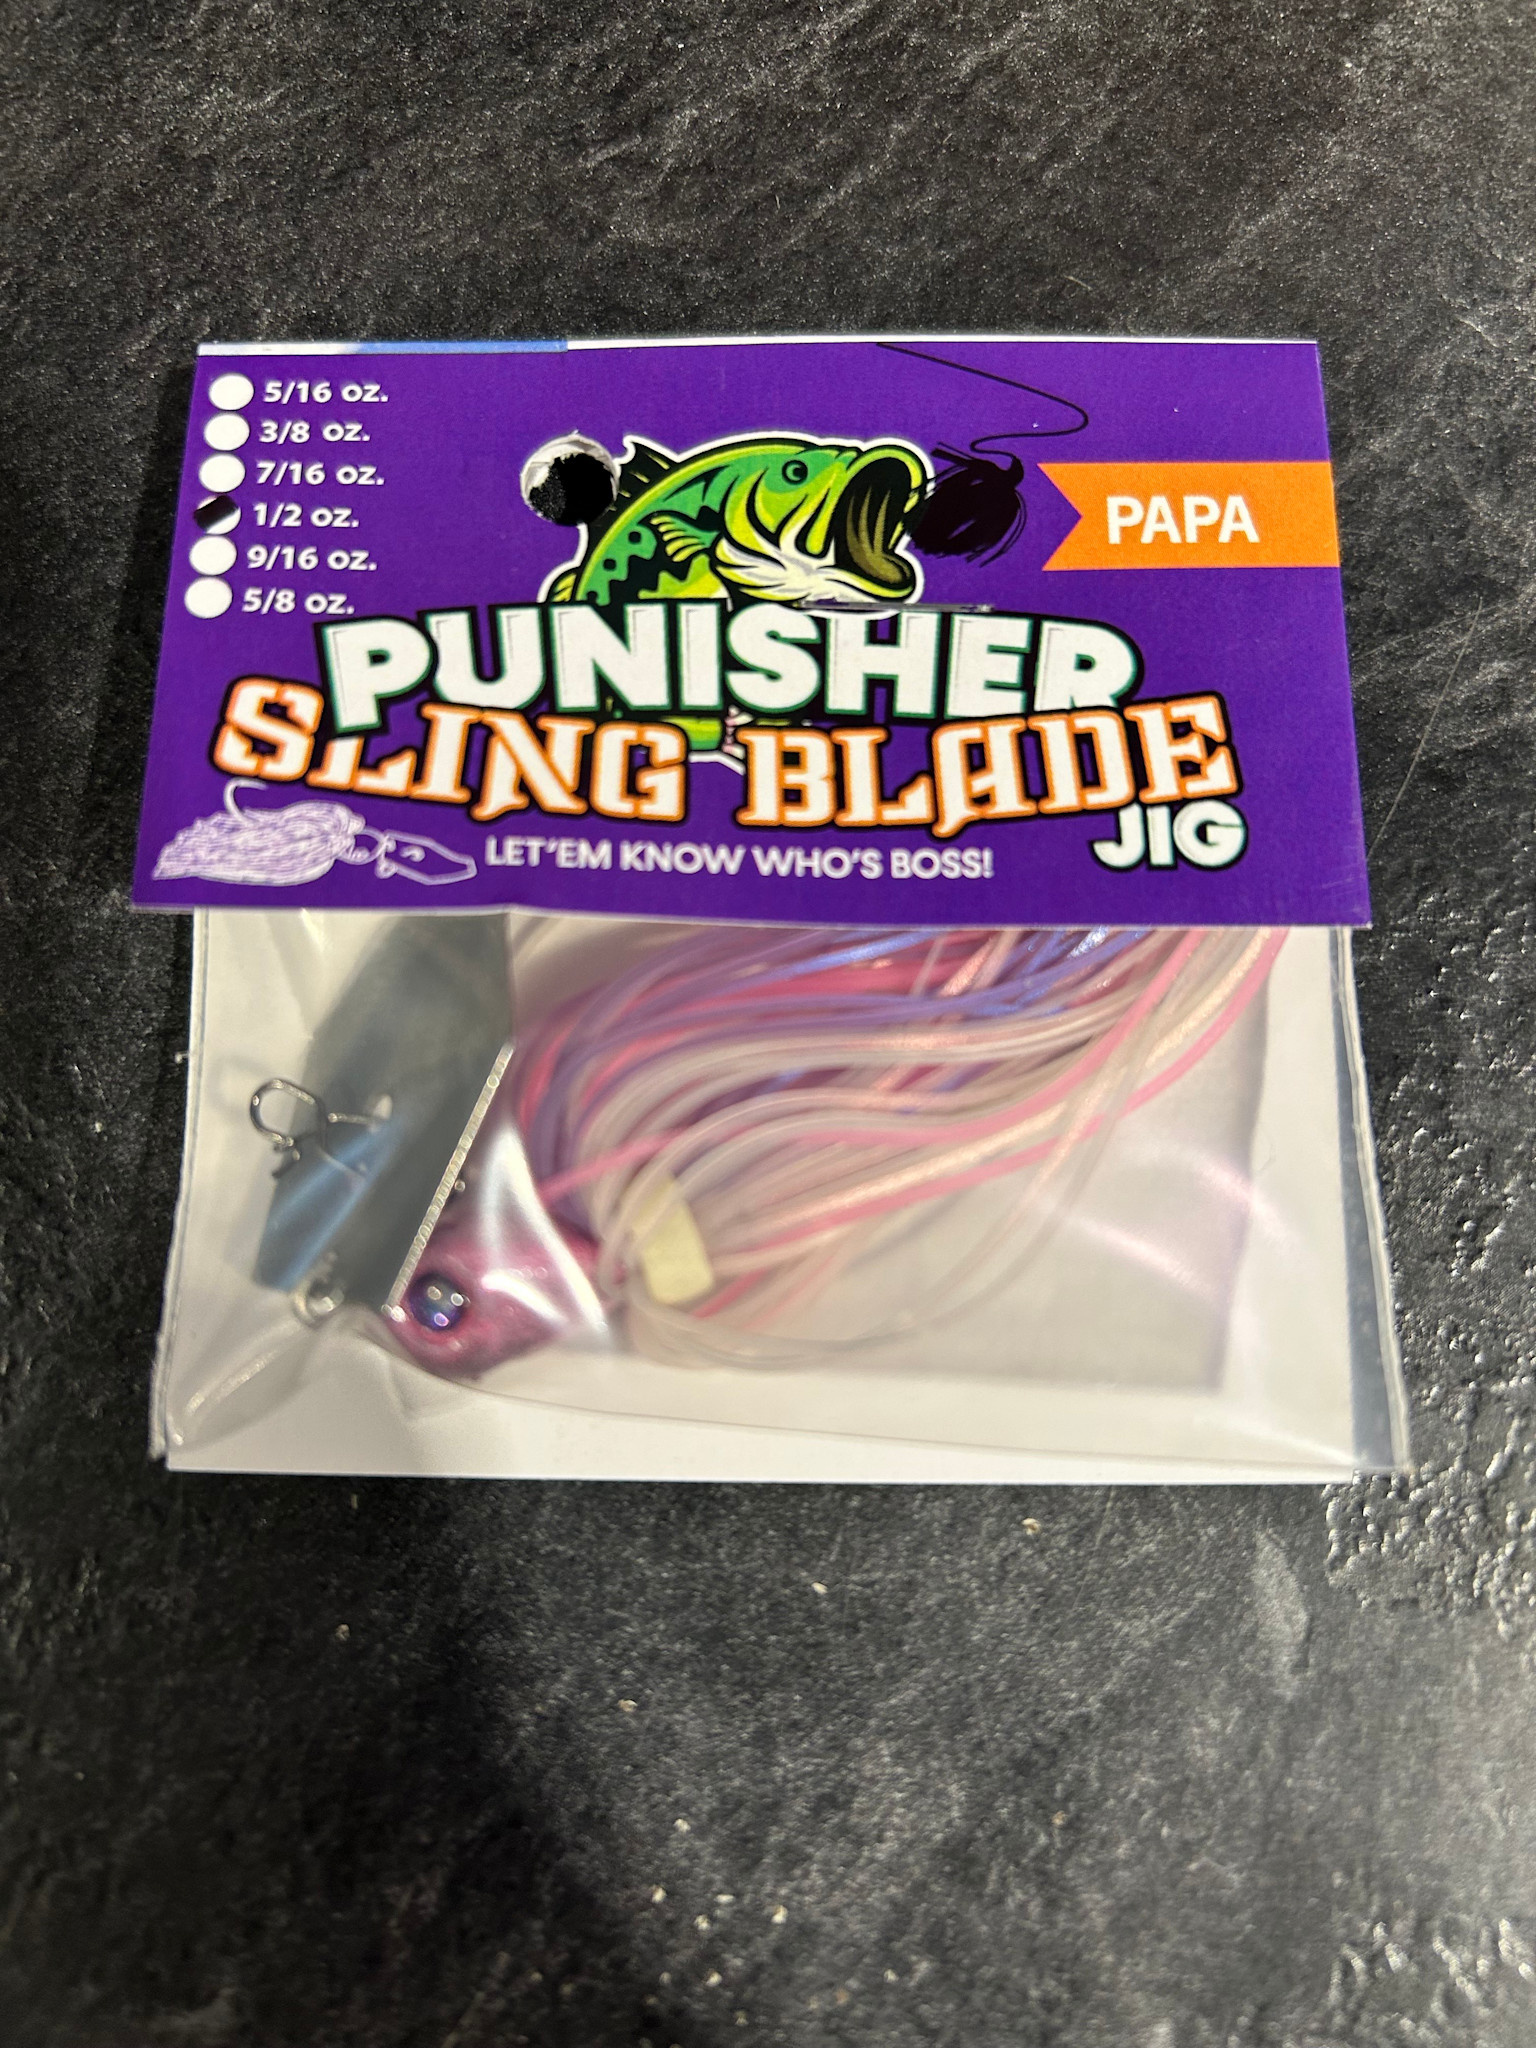 5/16 oz.
3/8 oz.
7/16 oz.
1/2 oz.
9/16 oz.
5/8 oz.
PAPA
PUNISHER
SLING BLADE
JIG
LET'EM KNOW WHO'S BOSS!